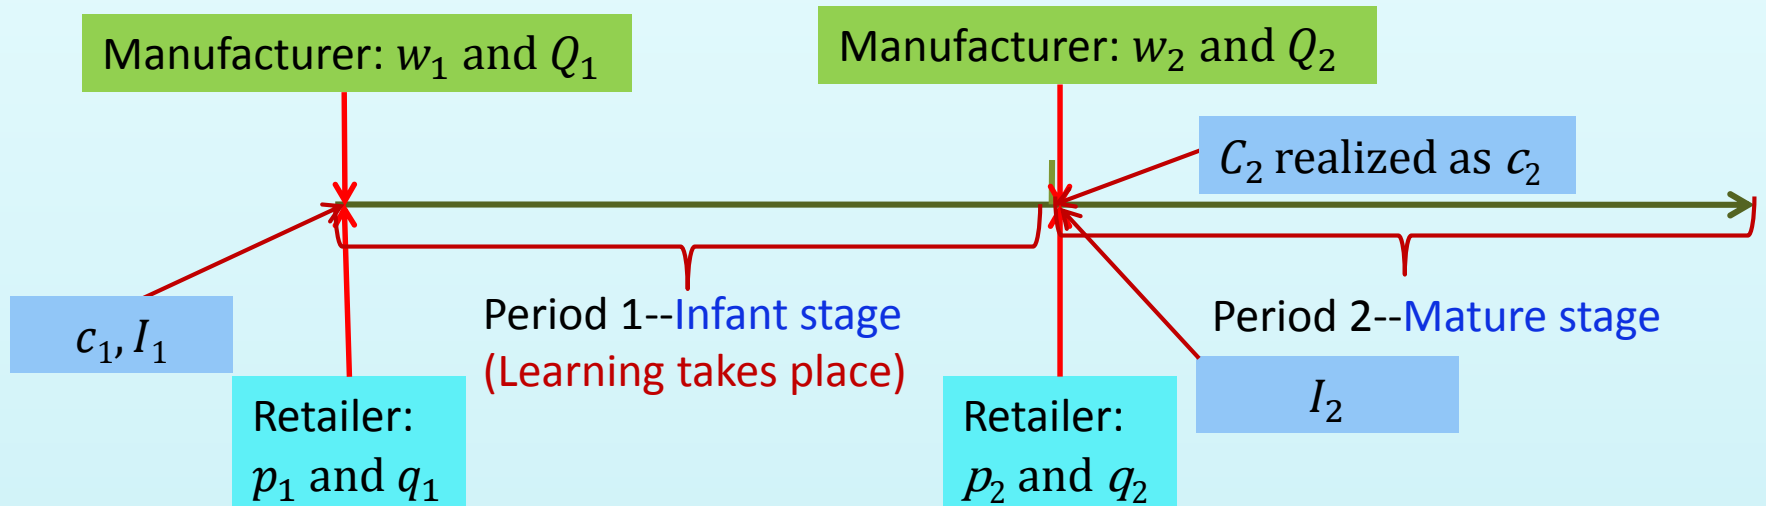 Manufacturer: w₁ and Q₁
Manufacturer: w₂ and Q₂
C₂ realized as c₂
c₁, I₁
Period 1--Infant stage
(Learning takes place)
Period 2--Mature stage
I₂
Retailer:
p₁ and q₁
Retailer:
p₂ and q₂